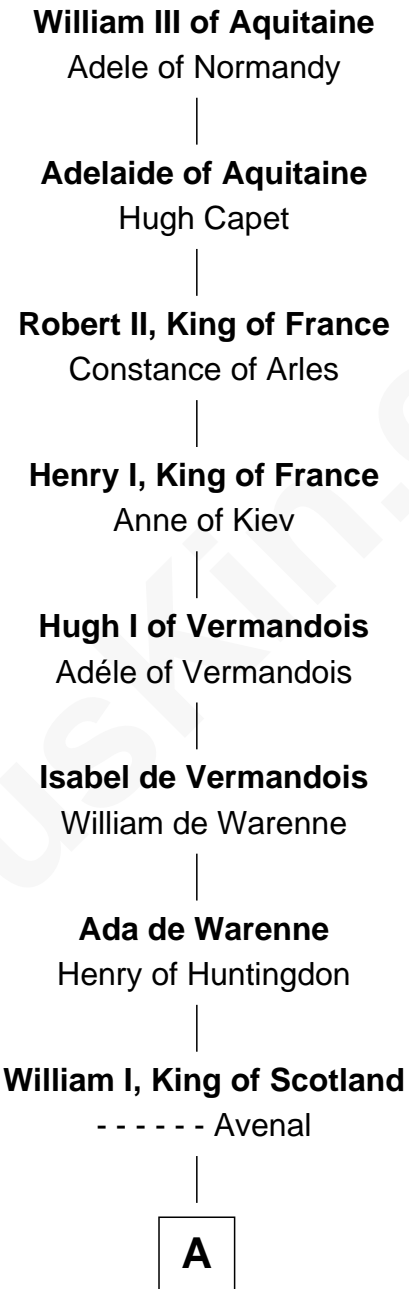 William III of Aquitaine
Adele of Normandy
Adelaide of Aquitaine
Hugh Capet
Robert II, King of France
Constance of Arles
Henry I, King of France
Anne of Kiev
Hugh I of Vermandois
Adéle of Vermandois
Isabel de Vermandois
William de Warenne
Ada de Warenne
Henry of Huntingdon
William I, King of Scotland
- - - - - - Avenal
A